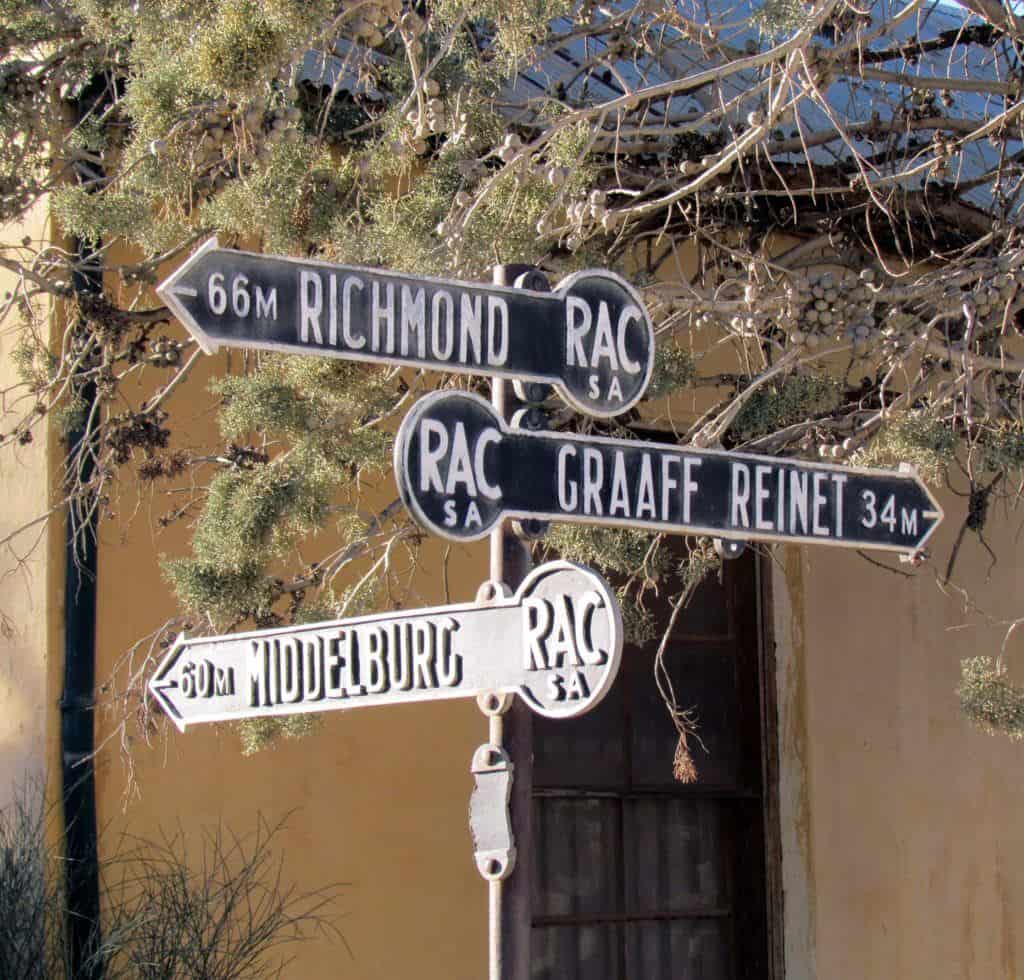 66M RICHMOND RAC
SA
RAC GRAAFF REINET 34M
SA
60M MIDDELBURG RAC
SA